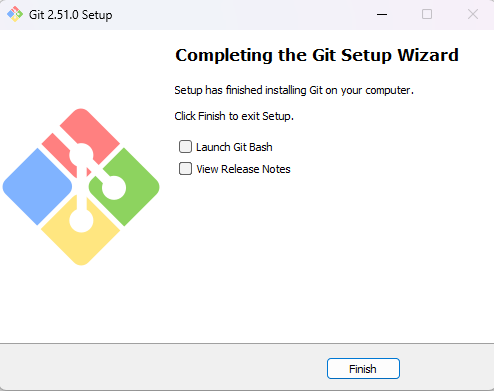 Git 2.51.0 Setup
Completing the Git Setup Wizard
Setup has finished installing Git on your computer.
Click Finish to exit Setup.
Launch Git Bash
View Release Notes
Finish